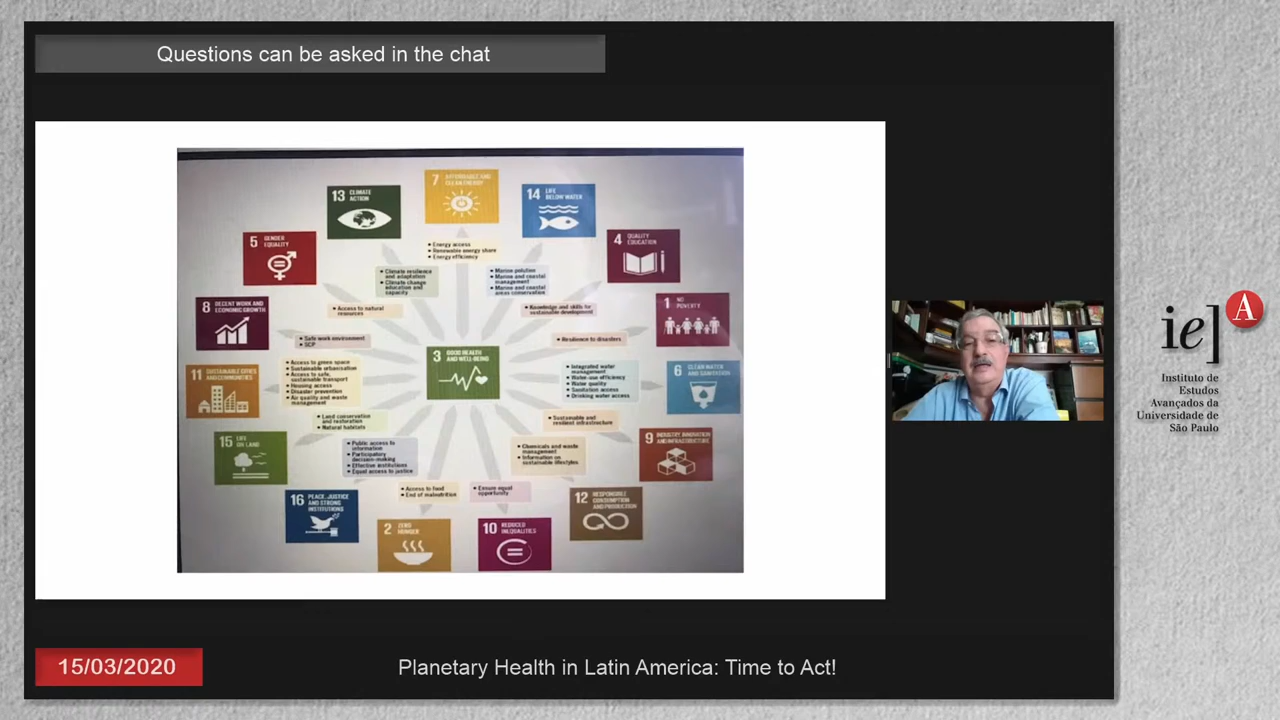 Questions can be asked in the chat
13 CLIMATE
ACTION
7 AFFORDABLE AND
CLEAN ENERGY
14 LIFE
BELOW WATER
5 GENDER
EQUALITY
4 QUALITY
EDUCATION
• Energy access
• Renewable energy share
• Energy efficiency
• Climate resilience
and adaptation
• Climate change
education and
capacity
• Marine pollution
• Marine and coastal
management
• Marine and coastal
areas conservation
8 DECENT WORK AND
ECONOMIC GROWTH
• Access to natural
resources
• Knowledge and skills for
sustainable development
1 NO
POVERTY
• Safe work environment
• SCP
• Resilience to disasters
3 GOOD HEALTH
AND WELL-BEING
11 SUSTAINABLE CITIES
AND COMMUNITIES
• Access to green space
• Sustainable urbanisation
• Access to safe,
sustainable transport
• Housing access
• Disaster prevention
• Air quality and waste
management
• Integrated water
management
• Water-use efficiency
• Water quality
• Sanitation access
• Drinking water access
6 CLEAN WATER
AND SANITATION
• Land conservation
and restoration
• Natural habitats
• Sustainable and
resilient infrastructure
15 LIFE
ON LAND
9 INDUSTRY, INNOVATION
AND INFRASTRUCTURE
• Public access to
information
• Participatory
decision-making
• Effective institutions
• Equal access to justice
• Chemicals and waste
management
• Information on
sustainable lifestyles
• Access to food
• End of malnutrition
• Ensure equal
opportunity
16 PEACE, JUSTICE
AND STRONG
INSTITUTIONS
2 ZERO
HUNGER
10 REDUCED
INEQUALITIES
12 RESPONSIBLE
CONSUMPTION
AND PRODUCTION
iea
A
Instituto de
Estudos
Avançados da
Universidade de
São Paulo
15/03/2020
Planetary Health in Latin America: Time to Act!